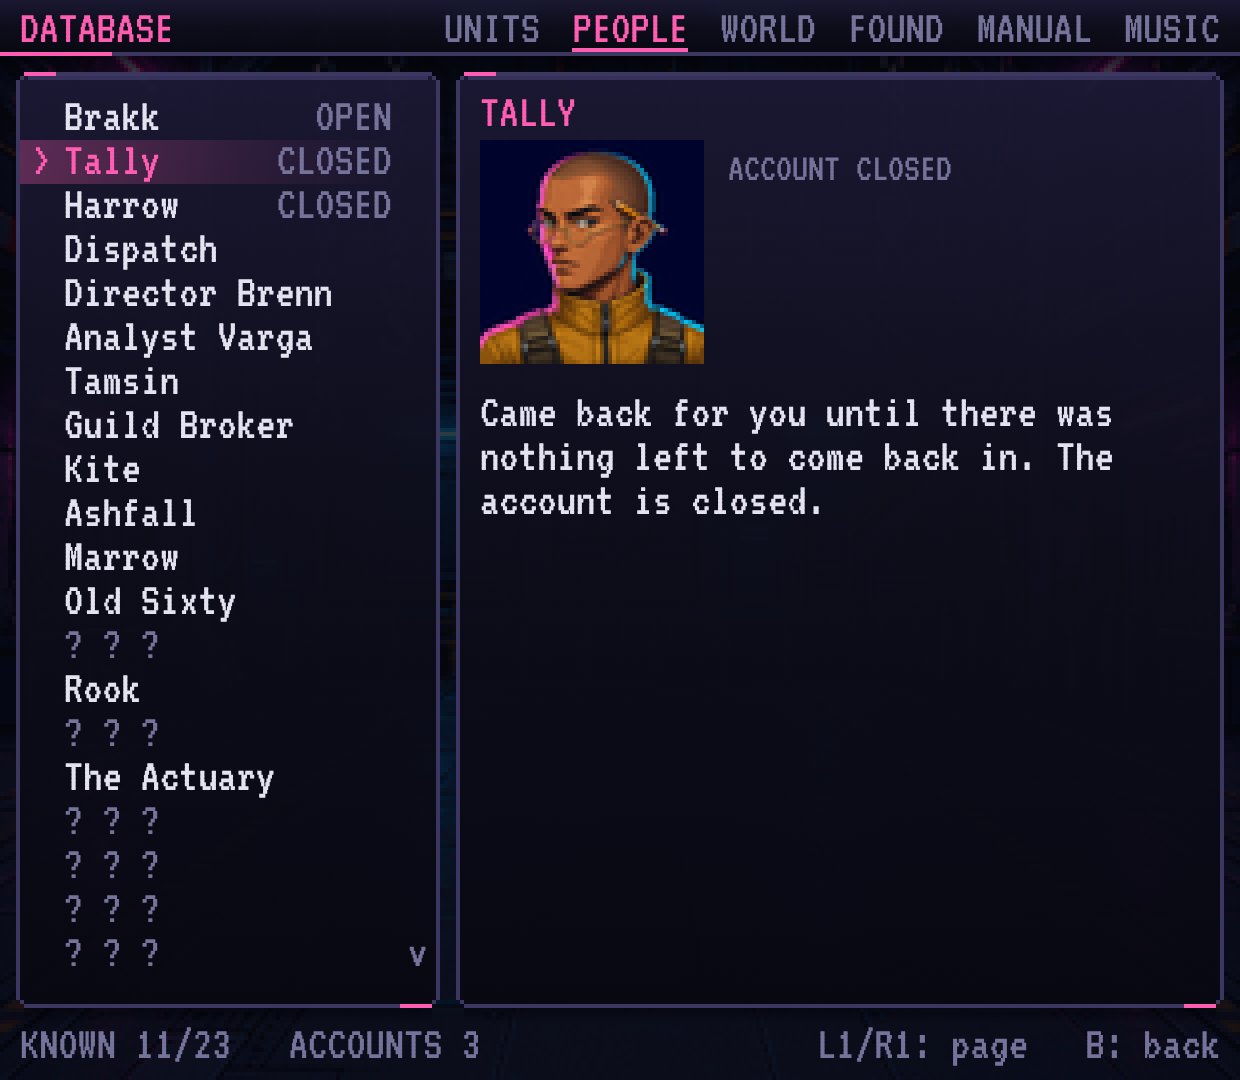 DATABASE UNITS PEOPLE WORLD FOUND MANUAL MUSIC
Brakk OPEN
> Tally CLOSED
Harrow CLOSED
Dispatch
Director Brenn
Analyst Varga
Tamsin
Guild Broker
Kite
Ashfall
Marrow
Old Sixty
? ? ?
Rook
? ? ?
The Actuary
? ? ?
? ? ?
? ? ?
? ? ? v
TALLY
ACCOUNT CLOSED
Came back for you until there was
nothing left to come back in. The
account is closed.
KNOWN 11/23 ACCOUNTS 3 L1/R1: page B: back